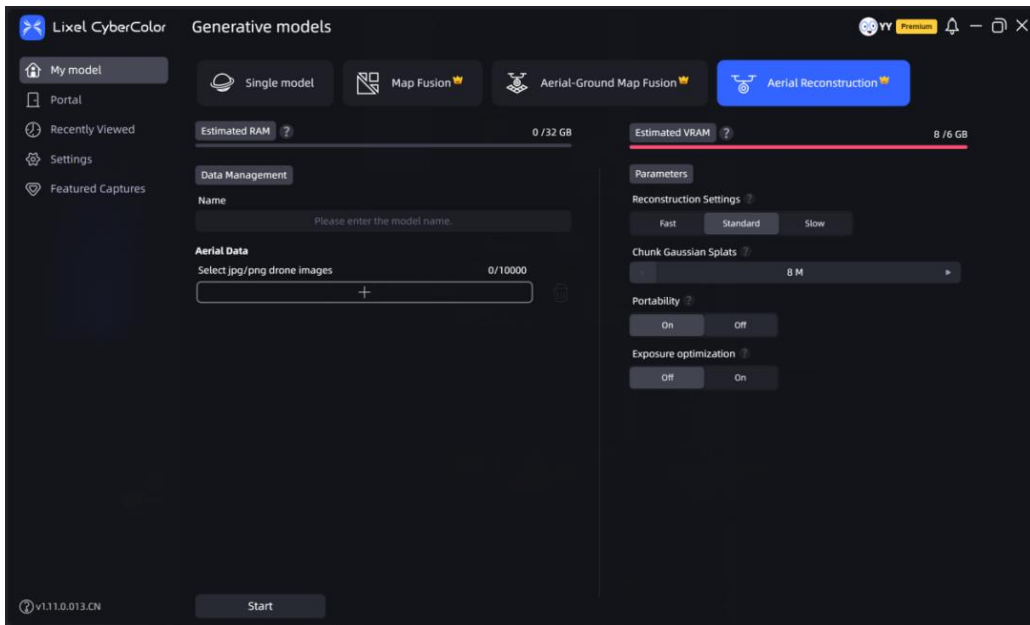 Lixel CyberColor
Generative models
YY Premium
My model
Portal
Recently Viewed
Settings
Featured Captures
Single model
Map Fusion
Aerial-Ground Map Fusion
Aerial Reconstruction
Estimated RAM ?
0 /32 GB
Estimated VRAM ?
8 /6 GB
Data Management
Name
Please enter the model name.
Aerial Data
Select jpg/png drone images
0/10000
+
Parameters
Reconstruction Settings ?
Fast Standard Slow
Chunk Gaussian Splats ?
8 M
Portability ?
On Off
Exposure optimization ?
Off On
? v1.11.0.013.CN
Start